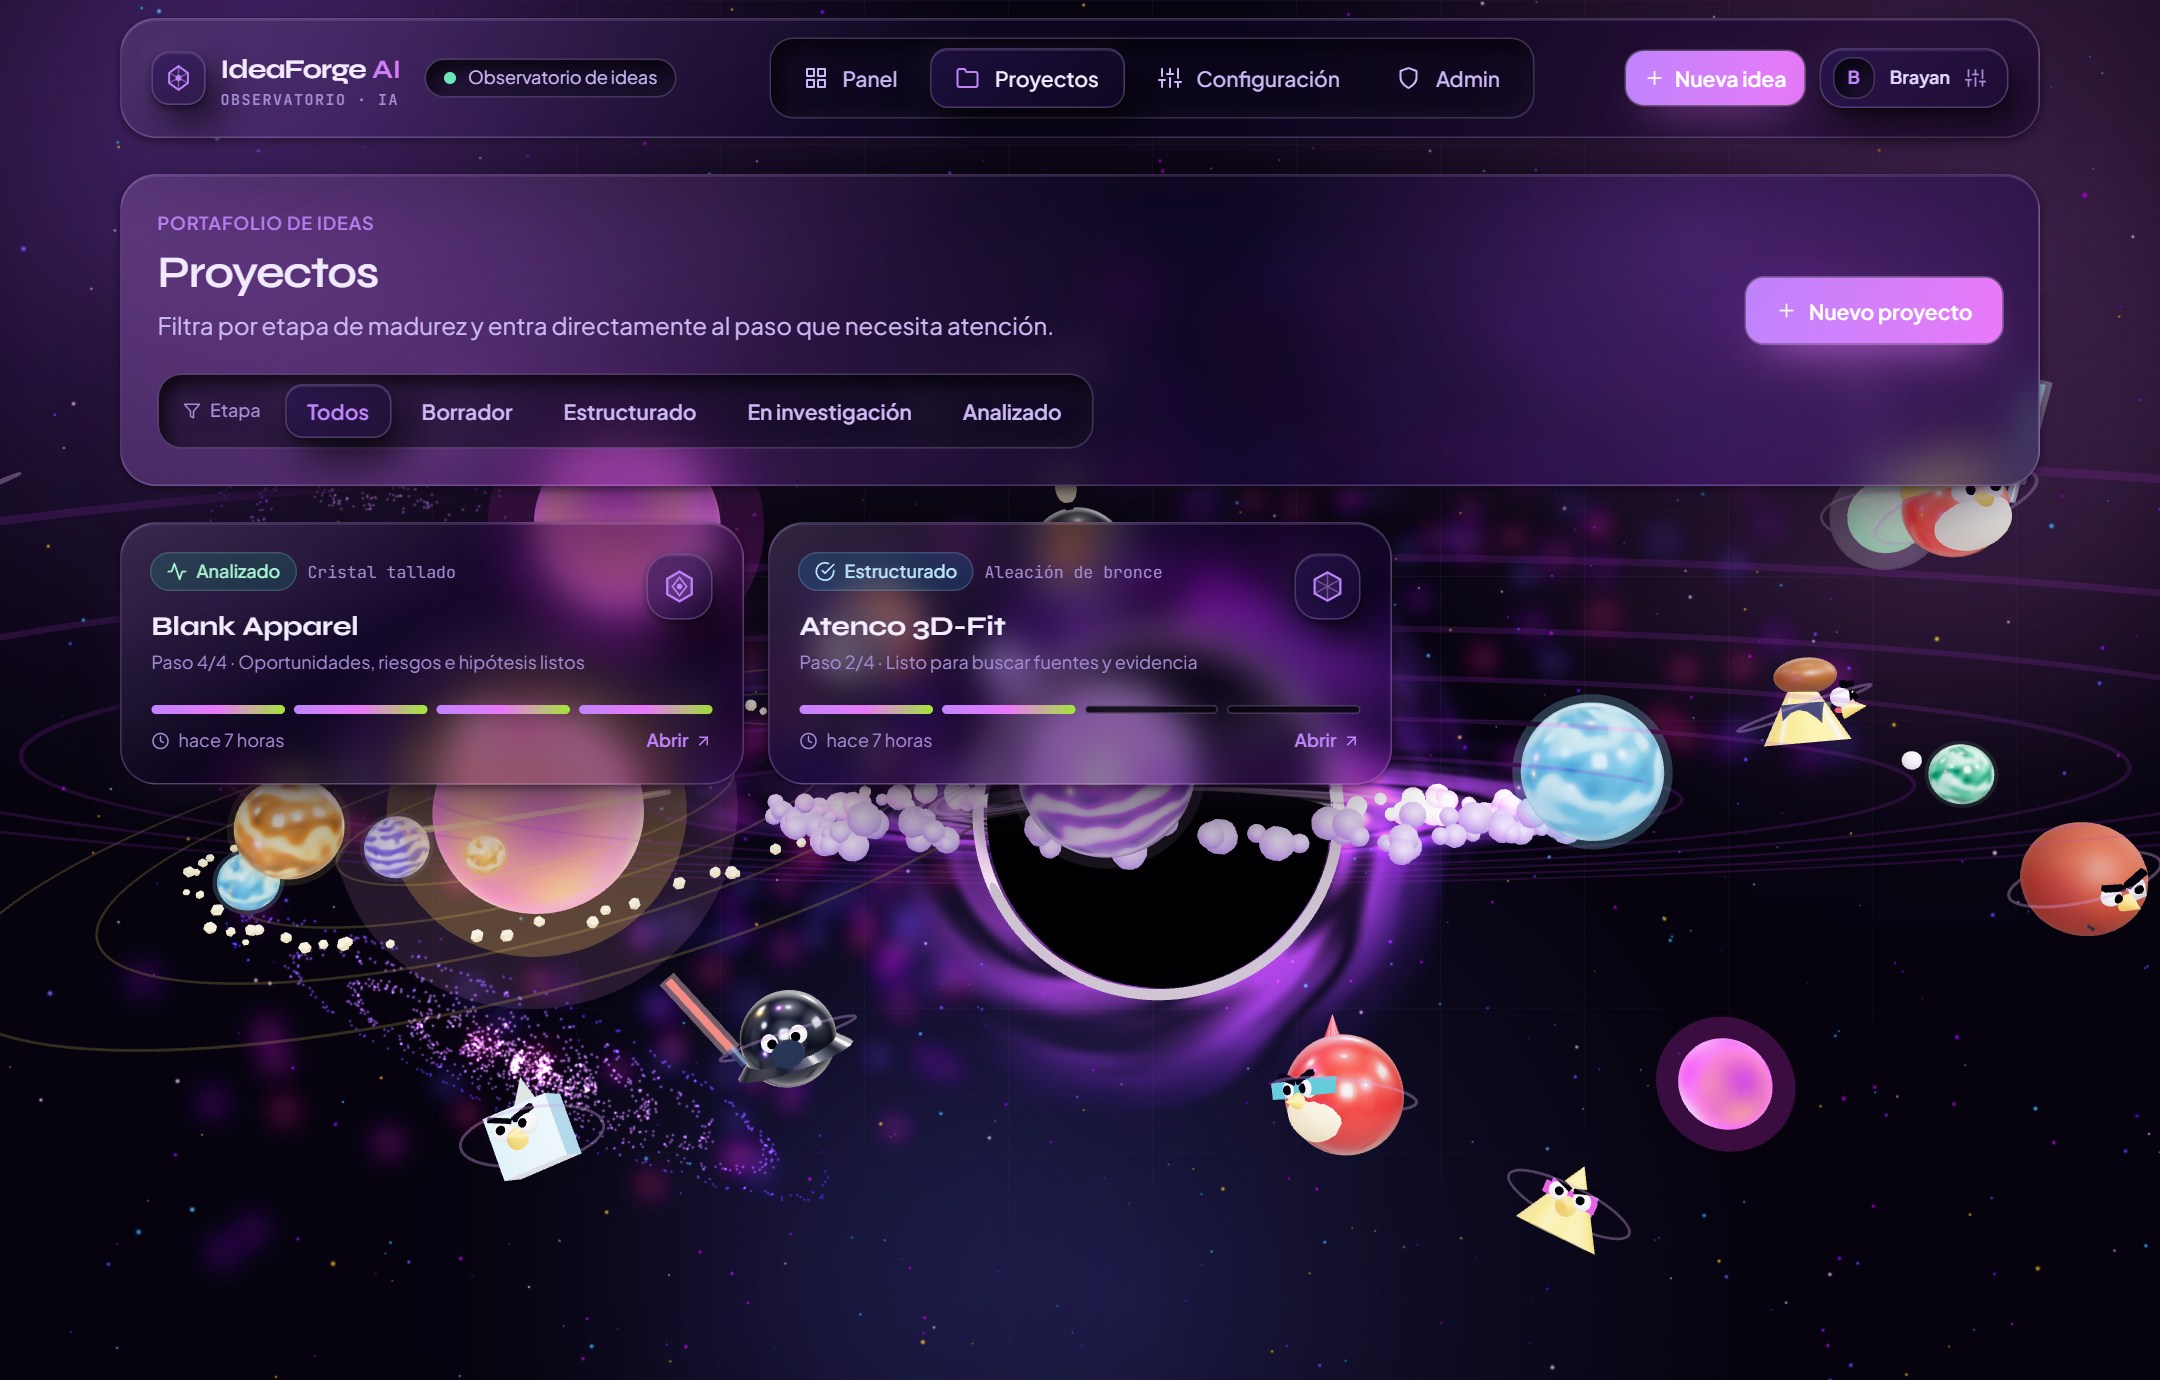 IdeaForge AI
OBSERVATORIO · IA
Observatorio de ideas
Panel
Proyectos
Configuración
Admin
+ Nueva idea
B
Brayan
PORTAFOLIO DE IDEAS
Proyectos
Filtra por etapa de madurez y entra directamente al paso que necesita atención.
+ Nuevo proyecto
Etapa
Todos
Borrador
Estructurado
En investigación
Analizado
Analizado
Cristal tallado
Blank Apparel
Paso 4/4 · Oportunidades, riesgos e hipótesis listos
hace 7 horas
Abrir
Estructurado
Aleación de bronce
Atenco 3D-Fit
Paso 2/4 · Listo para buscar fuentes y evidencia
hace 7 horas
Abrir